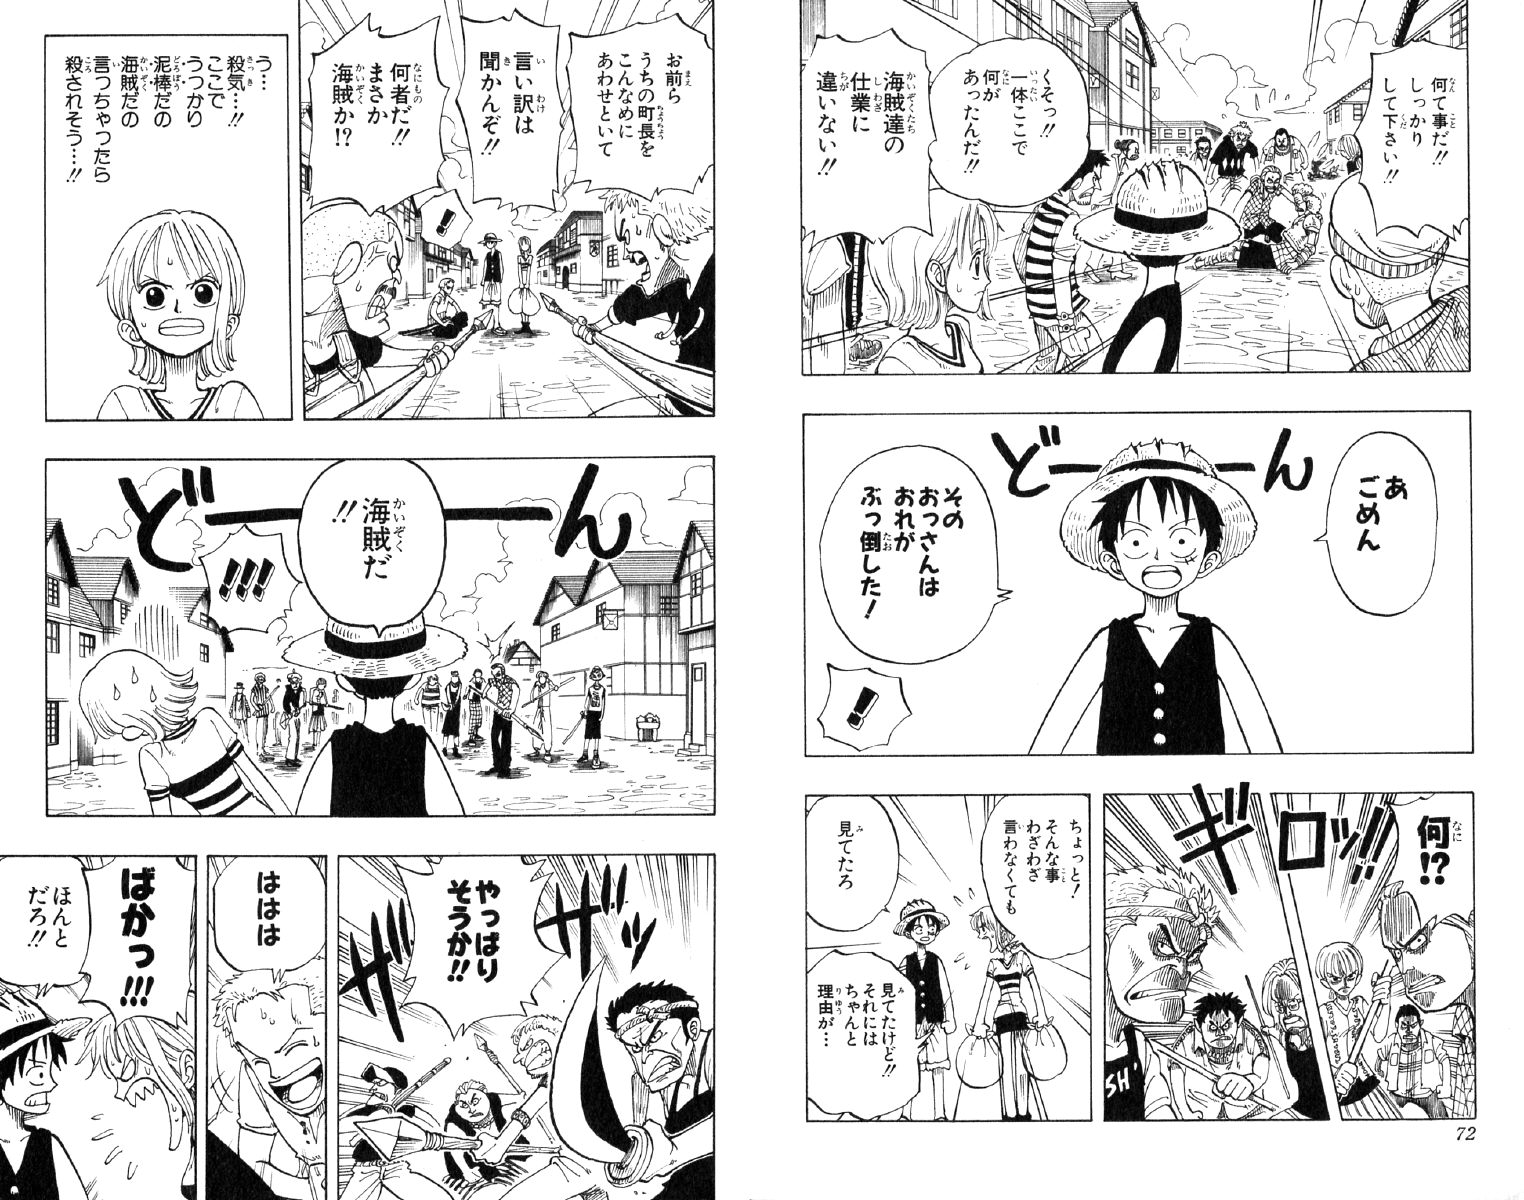 何て事だ!!
しっかり
して下さい!!
くそっ!!
一体ここで
何が
あったんだ!!
海賊達の
仕業に
違いない!!
あ
ごめん
どーん
その
おっさんは
おれが
ぶっ倒した!
!
何!?
ギロッ!!
ちょっと!
そんな事
わざわざ
言わなくても
見てたろ
見てたけど!!
それには
ちゃんと
理由が…
72
お前ら
うちの町長を
こんなめに
あわせといて
言い訳は
聞かんぞ!!
何者だ!!
まさか
海賊か!?
!
う…
殺気…!!
ここで
うっかり
泥棒だの
海賊だの
言っちゃったら
殺されそう…!!
どーん
海賊だ
!!
!!!
やっぱり
そうか!!
ザッ
ザッ
ははは
ばかっ!!!
ほんと
だろ!!